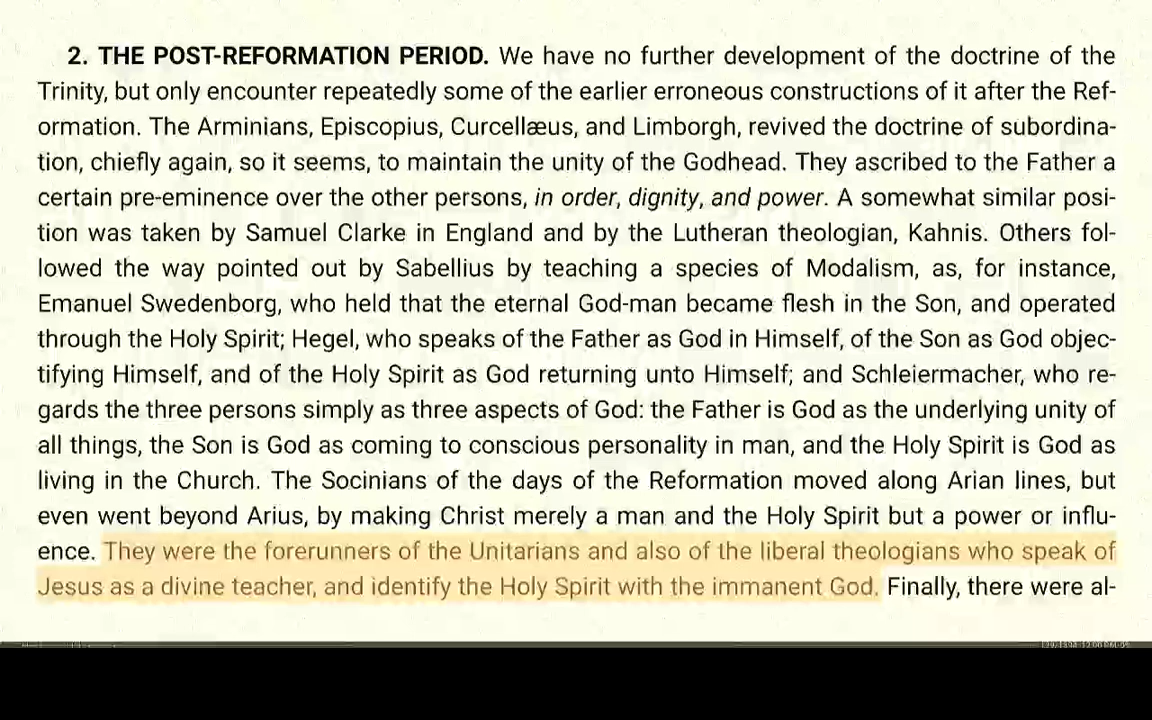 2. THE POST-REFORMATION PERIOD. We have no further development of the doctrine of the
Trinity, but only encounter repeatedly some of the earlier erroneous constructions of it after the Ref-
ormation. The Arminians, Episcopius, Curcellæus, and Limborgh, revived the doctrine of subordina-
tion, chiefly again, so it seems, to maintain the unity of the Godhead. They ascribed to the Father a
certain pre-eminence over the other persons, in order, dignity, and power. A somewhat similar posi-
tion was taken by Samuel Clarke in England and by the Lutheran theologian, Kahnis. Others fol-
lowed the way pointed out by Sabellius by teaching a species of Modalism, as, for instance,
Emanuel Swedenborg, who held that the eternal God-man became flesh in the Son, and operated
through the Holy Spirit; Hegel, who speaks of the Father as God in Himself, of the Son as God objec-
tifying Himself, and of the Holy Spirit as God returning unto Himself; and Schleiermacher, who re-
gards the three persons simply as three aspects of God: the Father is God as the underlying unity of
all things, the Son is God as coming to conscious personality in man, and the Holy Spirit is God as
living in the Church. The Socinians of the days of the Reformation moved along Arian lines, but
even went beyond Arius, by making Christ merely a man and the Holy Spirit but a power or influ-
ence. They were the forerunners of the Unitarians and also of the liberal theologians who speak of
Jesus as a divine teacher, and identify the Holy Spirit with the immanent God. Finally, there were al-